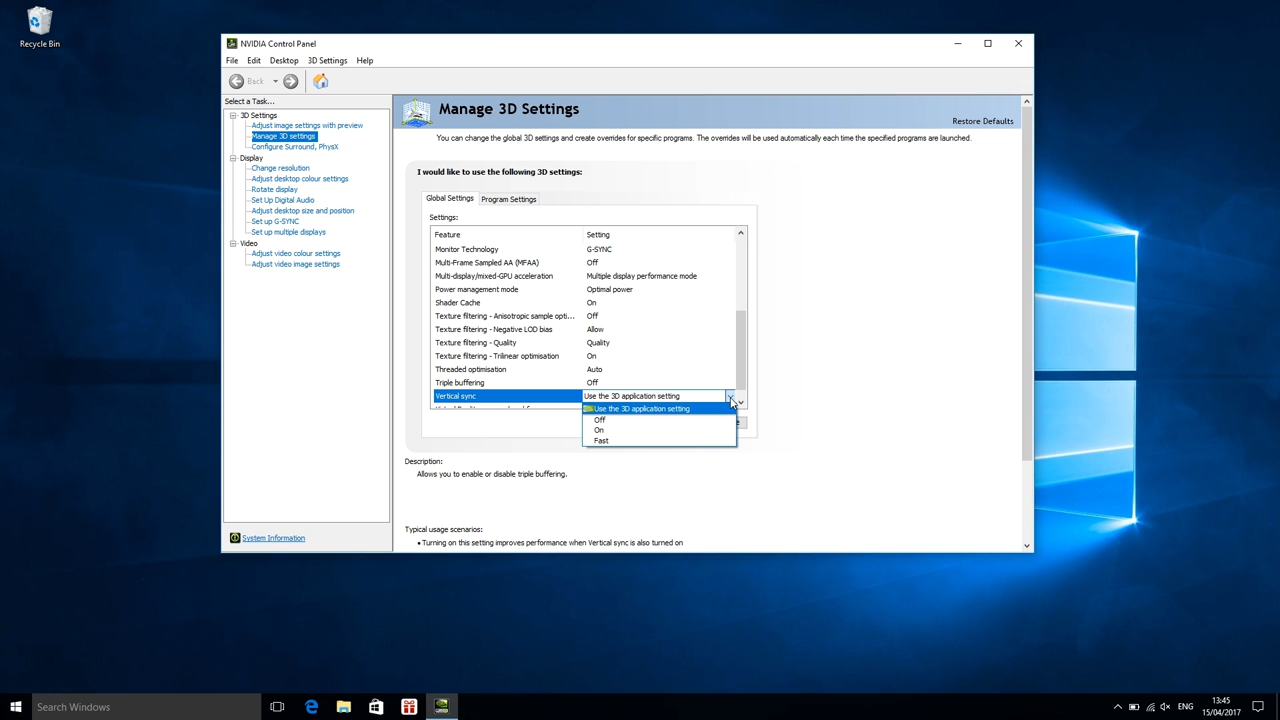 Recycle Bin
NVIDIA Control Panel
File Edit Desktop 3D Settings Help
Back
Select a Task...
3D Settings
Adjust image settings with preview
Manage 3D settings
Configure Surround, PhysX
Display
Change resolution
Adjust desktop colour settings
Rotate display
Set Up Digital Audio
Adjust desktop size and position
Set up G-SYNC
Set up multiple displays
Video
Adjust video colour settings
Adjust video image settings
System Information
Manage 3D Settings
Restore Defaults
You can change the global 3D settings and create overrides for specific programs. The overrides will be used automatically each time the specified programs are launched.
I would like to use the following 3D settings:
Global Settings Program Settings
Settings:
Feature Setting
Monitor Technology G-SYNC
Multi-Frame Sampled AA (MFAA) Off
Multi-display/mixed-GPU acceleration Multiple display performance mode
Power management mode Optimal power
Shader Cache On
Texture filtering - Anisotropic sample opti... Off
Texture filtering - Negative LOD bias Allow
Texture filtering - Quality Quality
Texture filtering - Trilinear optimisation On
Threaded optimisation Auto
Triple buffering Off
Vertical sync Use the 3D application setting
Use the 3D application setting
Off
On
Fast
Description:
Allows you to enable or disable triple buffering.
Typical usage scenarios:
• Turning on this setting improves performance when Vertical sync is also turned on
Search Windows
ENG
13:45
15/04/2017